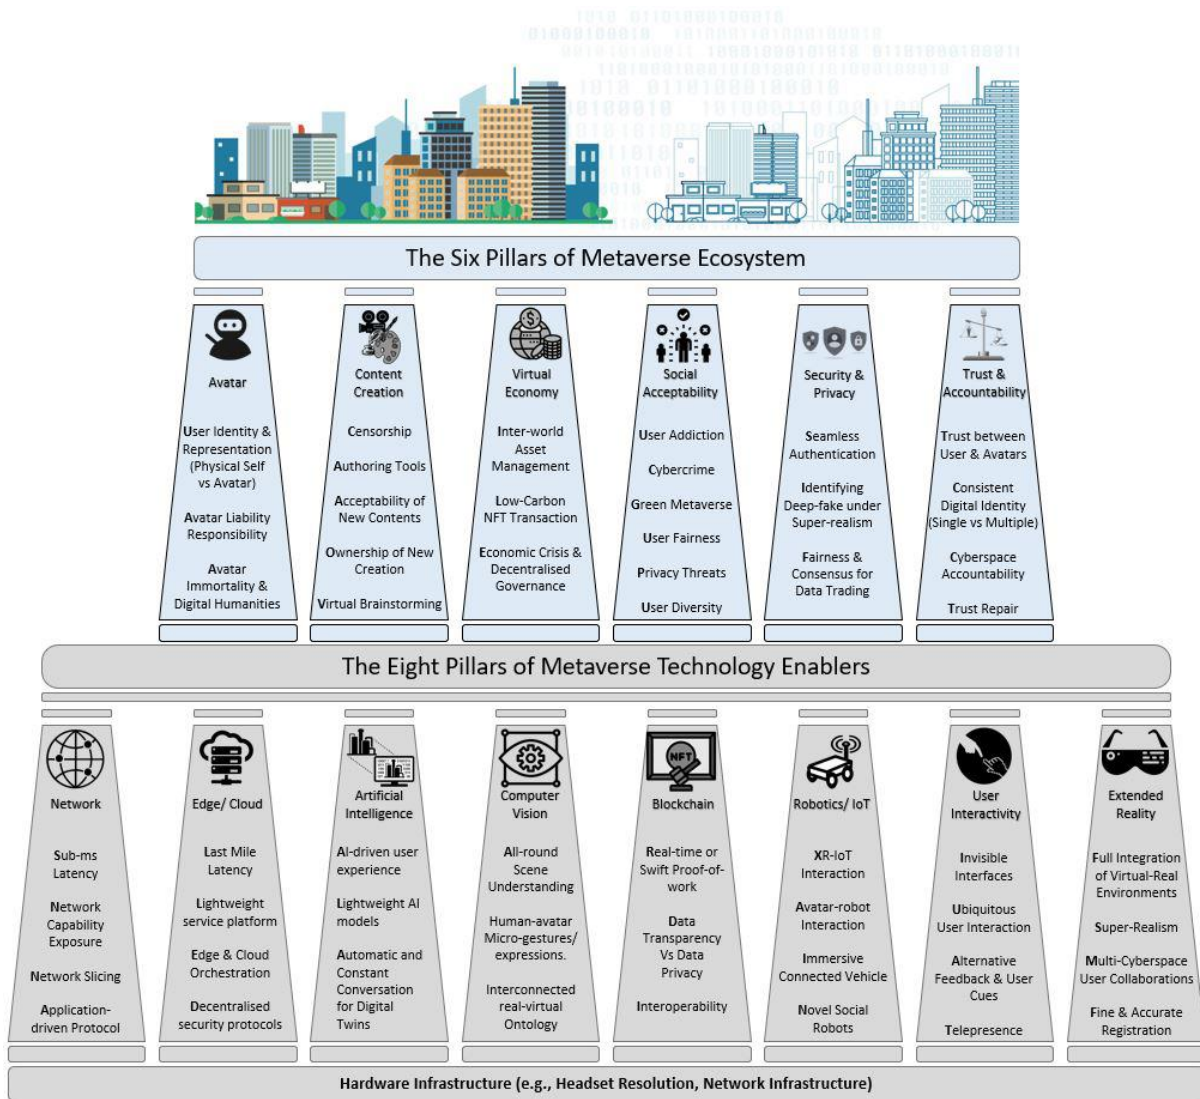 The Six Pillars of Metaverse Ecosystem
Avatar
User Identity &
Representation
(Physical Self
vs Avatar)
Avatar Liability
Responsibility
Avatar
Immortality &
Digital Humanities
Content
Creation
Censorship
Authoring Tools
Acceptability of
New Contents
Ownership of New
Creation
Virtual Brainstorming
Virtual
Economy
Inter-world
Asset
Management
Low-Carbon
NFT Transaction
Economic Crisis &
Decentralised
Governance
Social
Acceptability
User Addiction
Cybercrime
Green Metaverse
User Fairness
Privacy Threats
User Diversity
Security &
Privacy
Seamless
Authentication
Identifying
Deep-fake under
Super-realism
Fairness &
Consensus for
Data Trading
Trust &
Accountability
Trust between
User & Avatars
Consistent
Digital Identity
(Single vs Multiple)
Cyberspace
Accountability
Trust Repair
The Eight Pillars of Metaverse Technology Enablers
Network
Sub-ms
Latency
Network
Capability
Exposure
Network Slicing
Application-
driven Protocol
Edge/ Cloud
Last Mile
Latency
Lightweight
service platform
Edge & Cloud
Orchestration
Decentralised
security protocols
Artificial
Intelligence
AI-driven user
experience
Lightweight AI
models
Automatic and
Constant
Conversation
for Digital
Twins
Computer
Vision
All-round
Scene
Understanding
Human-avatar
Micro-gestures/
expressions.
Interconnected
real-virtual
Ontology
NFT
Blockchain
Real-time or
Swift Proof-of-
work
Data
Transparency
Vs Data
Privacy
Interoperability
Robotics/ IoT
XR-IoT
Interaction
Avatar-robot
Interaction
Immersive
Connected Vehicle
Novel Social
Robots
User
Interactivity
Invisible
Interfaces
Ubiquitous
User Interaction
Alternative
Feedback & User
Cues
Telepresence
Extended
Reality
Full Integration
of Virtual-Real
Environments
Super-Realism
Multi-Cyberspace
User Collaborations
Fine & Accurate
Registration
Hardware Infrastructure (e.g., Headset Resolution, Network Infrastructure)